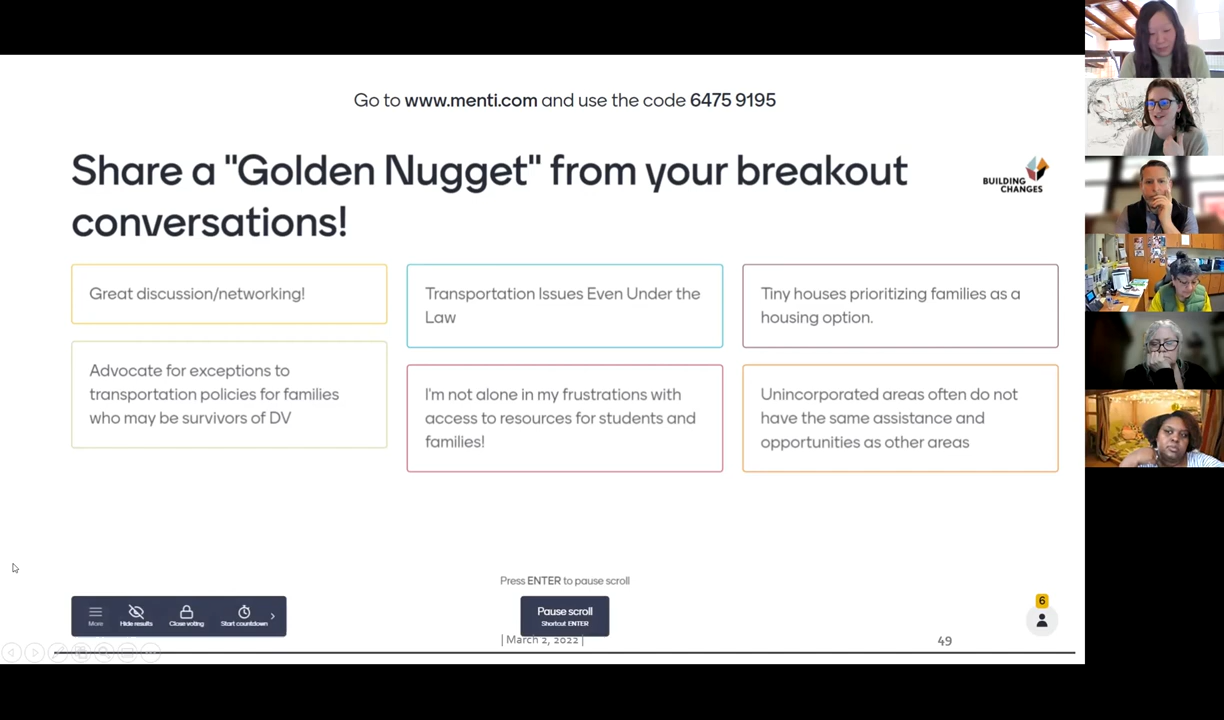 Go to www.menti.com and use the code 6475 9195
Share a "Golden Nugget" from your breakout
conversations!
BUILDING
CHANGES
Great discussion/networking!
Advocate for exceptions to
transportation policies for families
who may be survivors of DV
Transportation Issues Even Under the
Law
I'm not alone in my frustrations with
access to resources for students and
families!
Tiny houses prioritizing families as a
housing option.
Unincorporated areas often do not
have the same assistance and
opportunities as other areas
Press ENTER to pause scroll
More
Hide results
Close voting
Start countdown
Pause scroll
Shortcut ENTER
6
| March 2, 2022 |
49